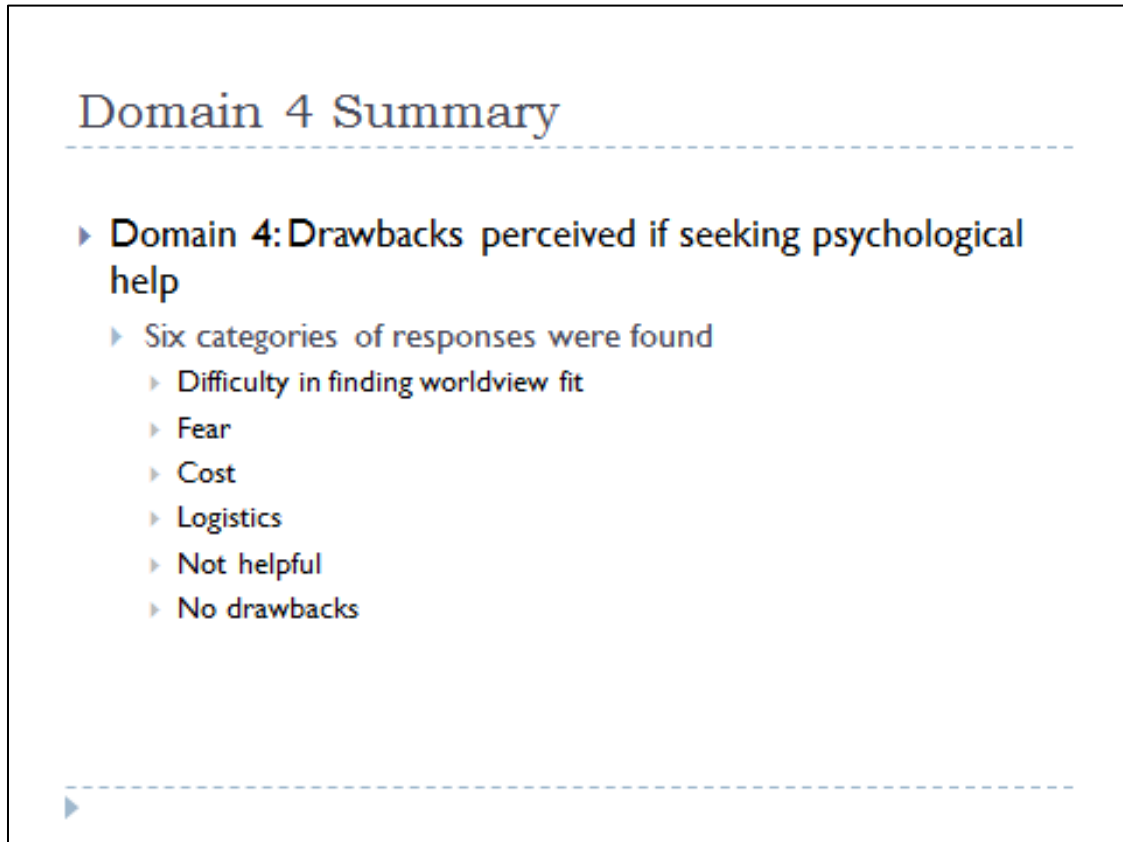 Domain 4 Summary
Domain 4: Drawbacks perceived if seeking psychological
help
Six categories of responses were found
Difficulty in finding worldview fit
Fear
Cost
Logistics
Not helpful
No drawbacks